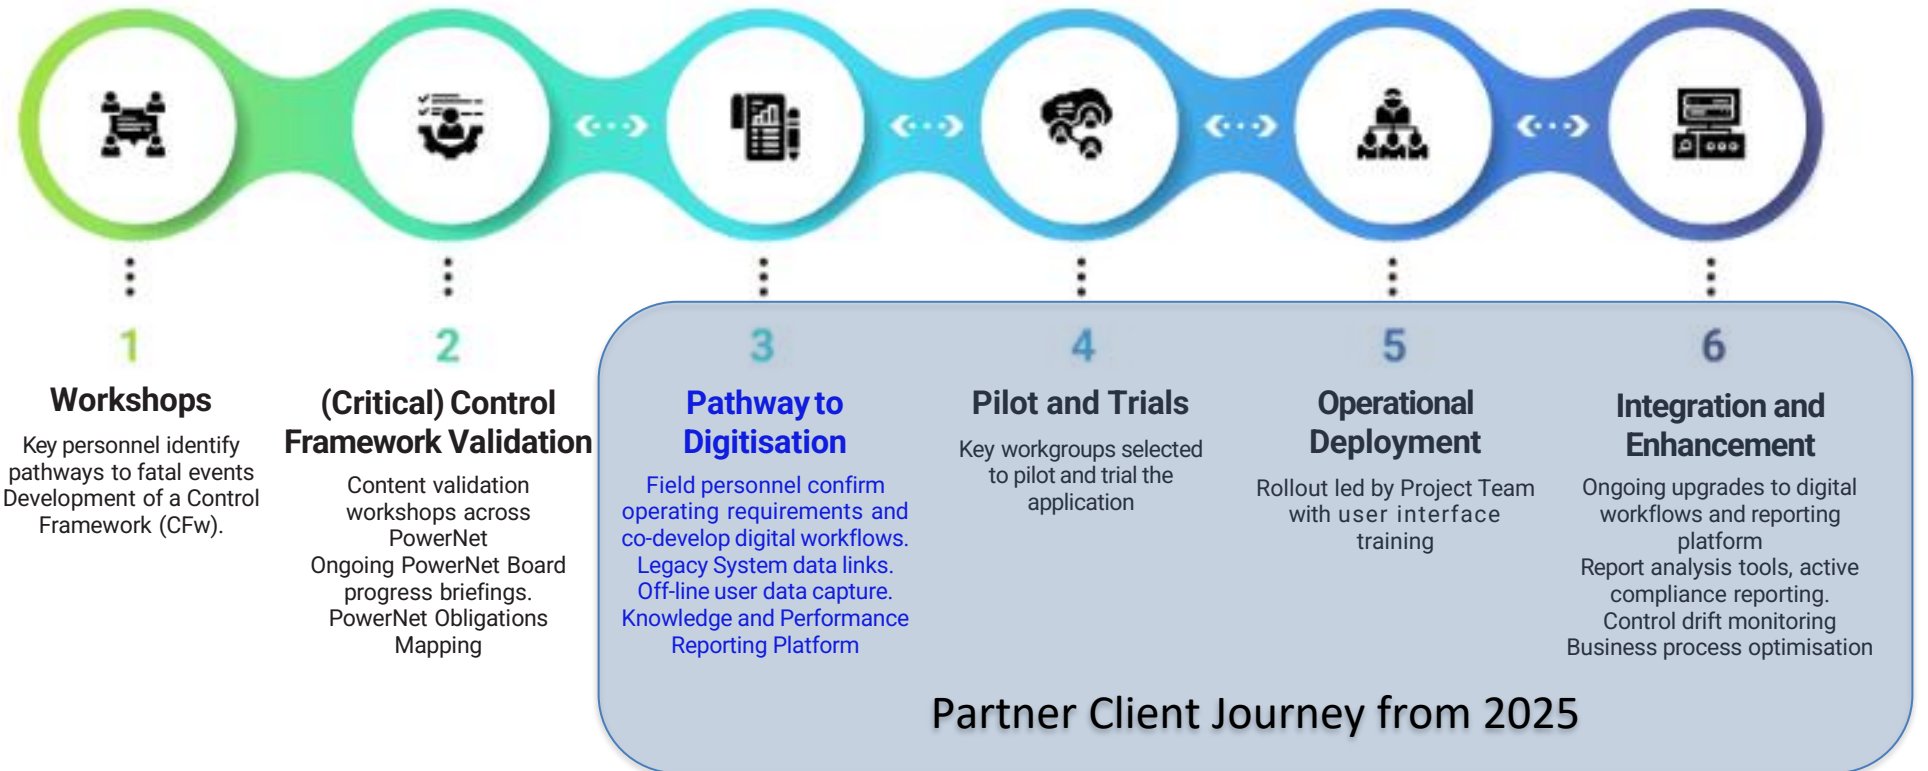 1
Workshops
Key personnel identify
pathways to fatal events
Development of a Control
Framework (CFw).
2
(Critical) Control
Framework Validation
Content validation
workshops across
PowerNet
Ongoing PowerNet Board
progress briefings.
PowerNet Obligations
Mapping
3
Pathway to
Digitisation
Field personnel confirm
operating requirements and
co-develop digital workflows.
Legacy System data links.
Off-line user data capture.
Knowledge and Performance
Reporting Platform
4
Pilot and Trials
Key workgroups selected
to pilot and trial the
application
5
Operational
Deployment
Rollout led by Project Team
with user interface
training
6
Integration and
Enhancement
Ongoing upgrades to digital
workflows and reporting
platform
Report analysis tools, active
compliance reporting.
Control drift monitoring
Business process optimisation
Partner Client Journey from 2025